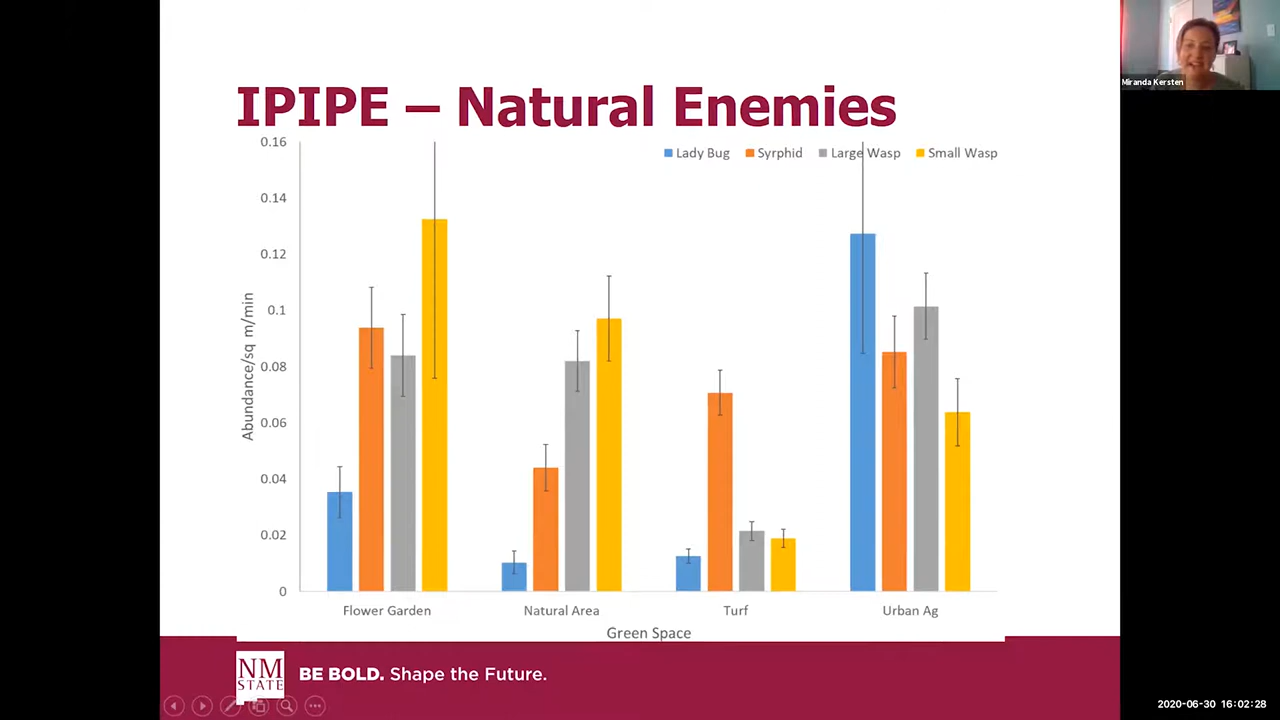 Miranda Kersten
IPIPE – Natural Enemies
Lady Bug Syrphid Large Wasp Small Wasp
0.16
0.14
0.12
0.1
0.08
0.06
0.04
0.02
0
Abundance/sq m/min
Flower Garden Natural Area Turf Urban Ag
Green Space
NM
STATE
BE BOLD. Shape the Future.
2020-06-30 16:02:28